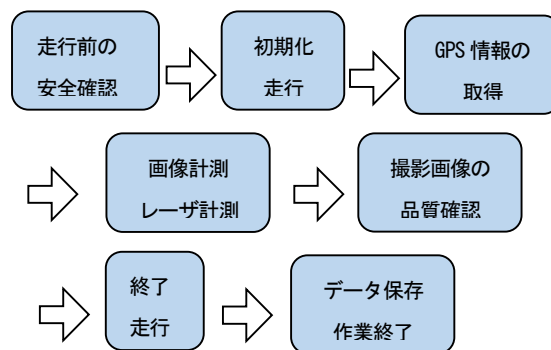 走行前の
安全確認
初期化
走行
GPS 情報の
取得
画像計測
レーザ計測
撮影画像の
品質確認
終了
走行
データ保存
作業終了